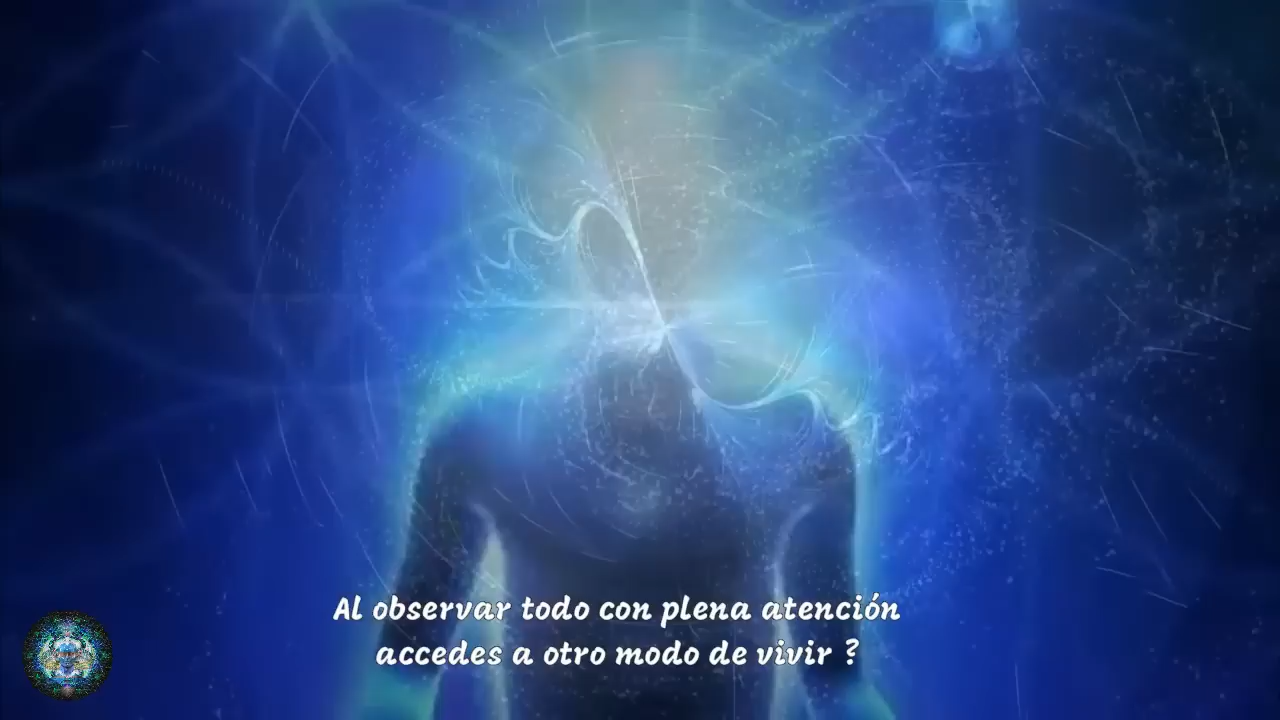 Al observar todo con plena atención
accedes a otro modo de vivir ?